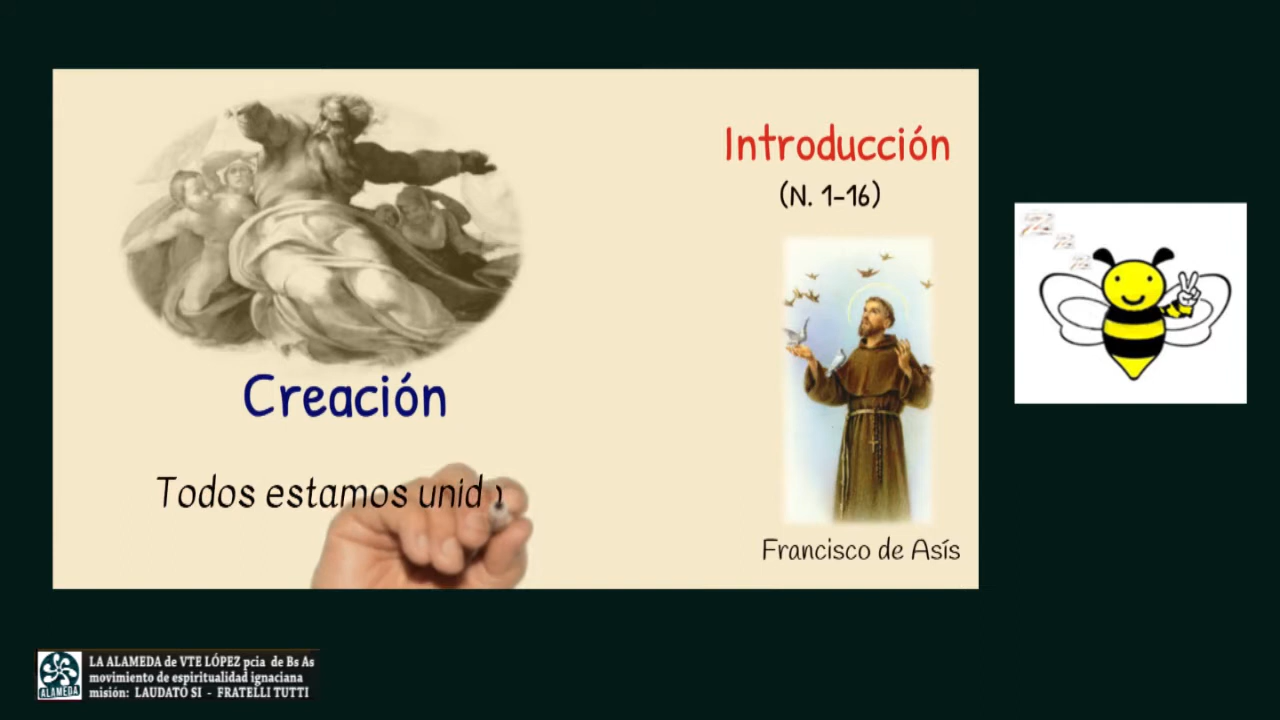 Introducción
(N. 1-16)
Creación
Todos estamos unid
Francisco de Asís
z
z
z
ALAMEDA
LA ALAMEDA de VTE LÓPEZ pcia de Bs As
movimiento de espiritualidad ignaciana
misión: LAUDATO SI - FRATELLI TUTTI